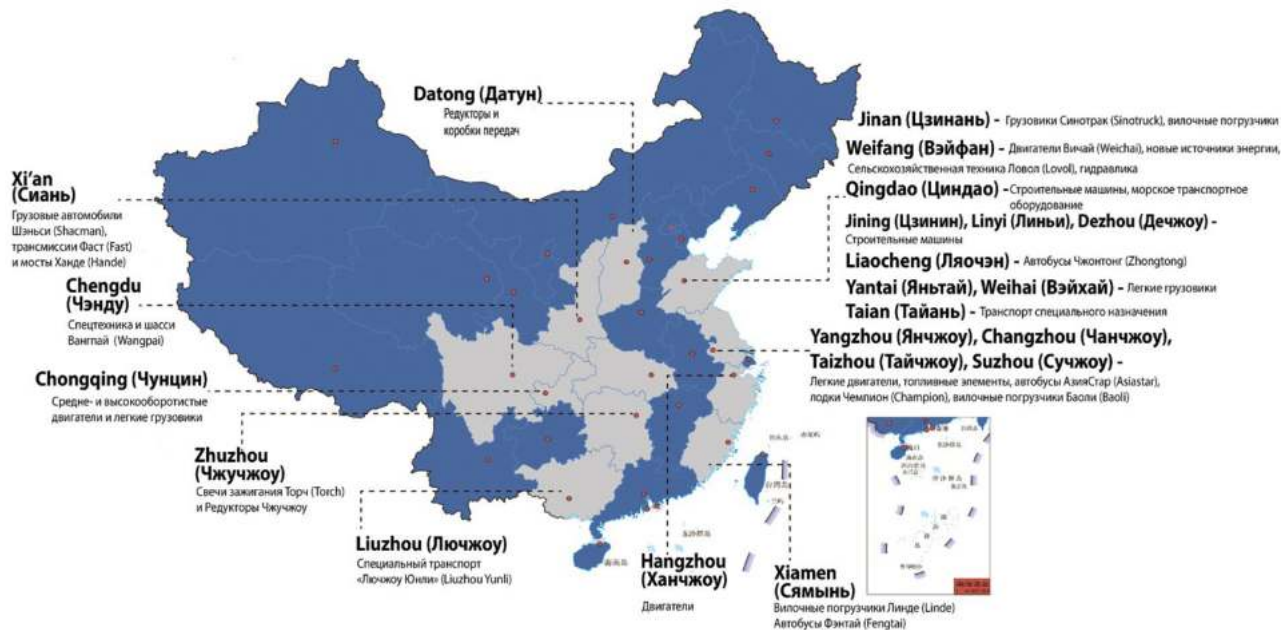 Datong (Датун)
Редукторы и
коробки передач
Xi'an
(Сиань)
Грузовые автомобили
Шэньси (Shacman),
трансмиссии Фаст (Fast)
и мосты Ханде (Hande)
Chengdu
(Чэнду)
Спецтехника и шасси
Вангпай (Wangpai)
Chongqing (Чунцин)
Средне- и высокооборотистые
двигатели и легкие грузовики
Zhuzhou
(Чжучжоу)
Свечи зажигания Торч (Torch)
и Редукторы Чжучжоу
Liuzhou (Лючжоу)
Специальный транспорт
«Лючжоу Юнли» (Liuzhou Yunli)
Hangzhou
(Ханчжоу)
Двигатели
Xiamen
(Сямынь)
Вилочные погрузчики Линде (Linde)
Автобусы Фэнтай (Fengtai)
Jinan (Цзинань) - Грузовики Синотрак (Sinotruck), вилочные погрузчики
Weifang (Вэйфан) - Двигатели Вичай (Weichai), новые источники энергии,
Сельскохозяйственная техника Ловол (Lovol), гидравлика
Qingdao (Циндао) - Строительные машины, морское транспортное
оборудование
Jining (Цзинин), Linyi (Линьи), Dezhou (Дечжоу) -
Строительные машины
Liaocheng (Ляочэн) - Автобусы Чжонтонг (Zhongtong)
Yantai (Яньтай), Weihai (Вэйхай) - Легкие грузовики
Taian (Тайань) - Транспорт специального назначения
Yangzhou (Янчжоу), Changzhou (Чанчжоу),
Taizhou (Тайчжоу), Suzhou (Сучжоу) -
Легкие двигатели, топливные элементы, автобусы АзияСтар (Asiastar),
лодки Чемпион (Champion), вилочные погрузчики Баоли (Baoli)